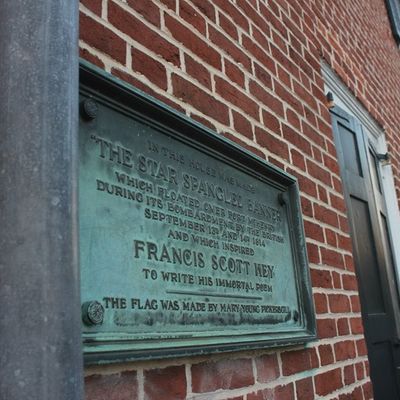 IN THIS HOUSE WAS MADE
"THE STAR SPANGLED BANNER"
WHICH FLOATED OVER FORT MCHENRY
DURING ITS BOMBARDMENT BY THE BRITISH
SEPTEMBER 13th AND 14th 1814
AND WHICH INSPIRED
FRANCIS SCOTT KEY
TO WRITE HIS IMMORTAL POEM
THE FLAG WAS MADE BY MARY YOUNG PICKERSGILL